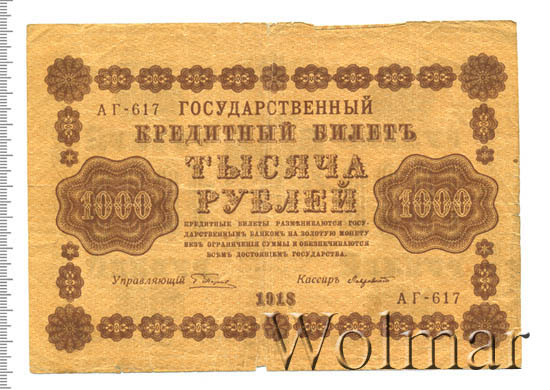 АГ-617 ГОСУДАРСТВЕННЫЙ
КРЕДИТНЫЙ БИЛЕТЪ
ТЫСЯЧА
РУБЛЕЙ
1000 1000
КРЕДИТНЫЕ БИЛЕТЫ РАЗМѢНИВАЮТСЯ ГОСУ-
ДАРСТВЕННЫМЪ БАНКОМЪ НА ЗОЛОТУЮ МОНЕТУ
БЕЗЪ ОГРАНИЧЕНІЯ СУММЫ И ОБЕЗПЕЧИВАЮТСЯ
ВСѢМЪ ДОСТОЯНІЕМЪ ГОСУДАРСТВА.
Управляющій Кассиръ
1918 АГ-617
Wolmar